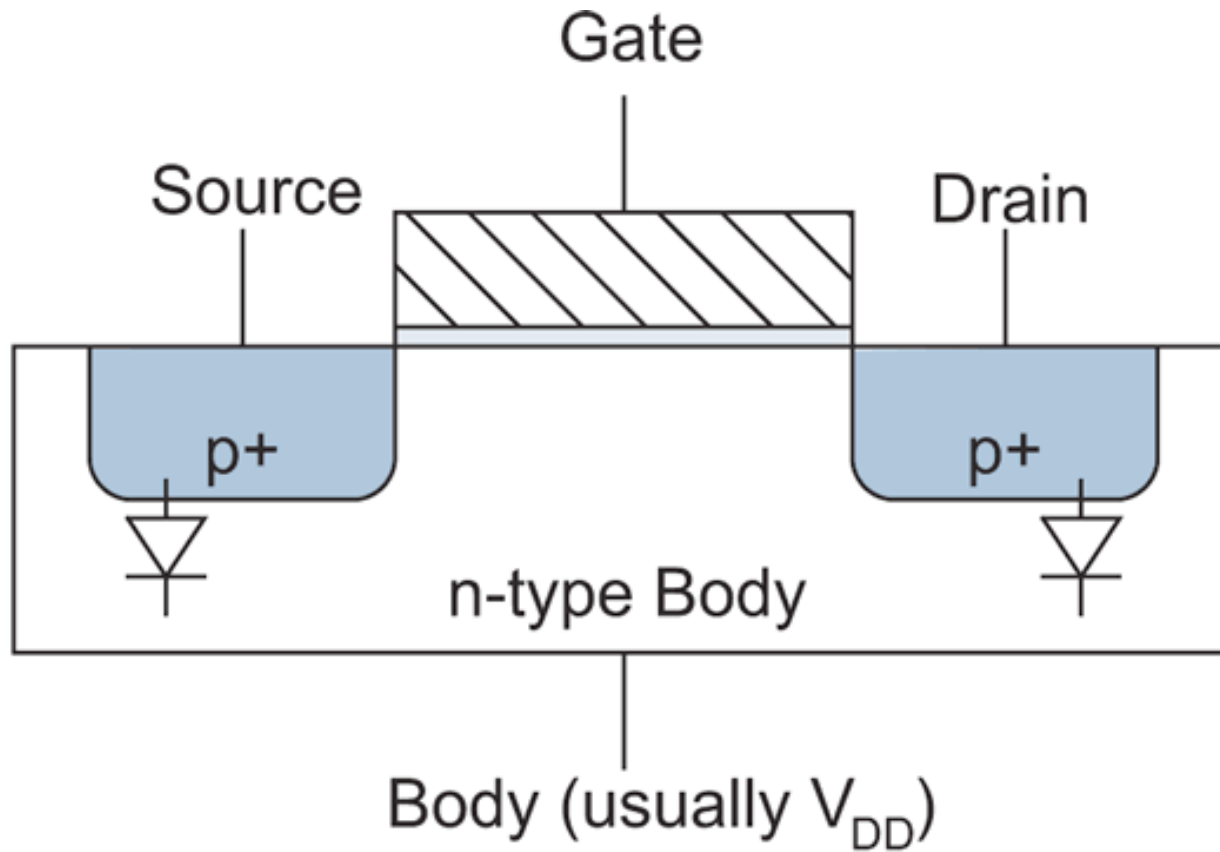 Gate
Source
Drain
p+
p+
n-type Body
Body (usually VDD)